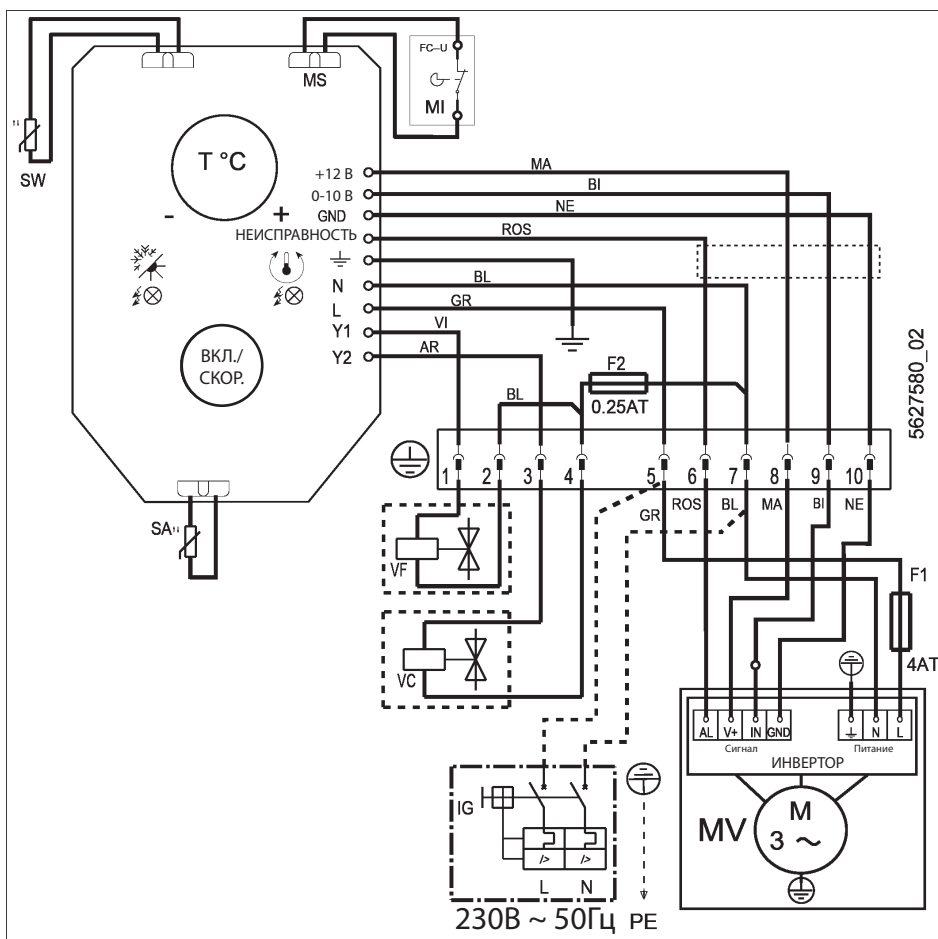 FC–U
MS
MI
SW
T °C
- +
+12 В
0-10 В
GND
НЕИСПРАВНОСТЬ
N
L
Y1
Y2
MA
BI
NE
ROS
BL
GR
VI
AR
ВКЛ./
СКОР.
F2
0.25AT
BL
5627580_02
1 2 3 4 5 6 7 8 9 10
GR ROS BL MA BI NE
SA
VF
VC
F1
4AT
AL V+ IN GND N L
Сигнал Питание
ИНВЕРТОР
MV
M
3 ~
IG
I> I>
L N
230В ~ 50Гц PE